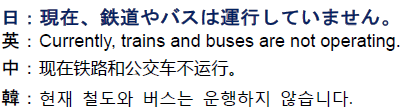 日：現在、鉄道やバスは運行していません。
英：Currently, trains and buses are not operating.
中：现在铁路和公交车不运行。
韓：현재 철도와 버스는 운행하지 않습니다.